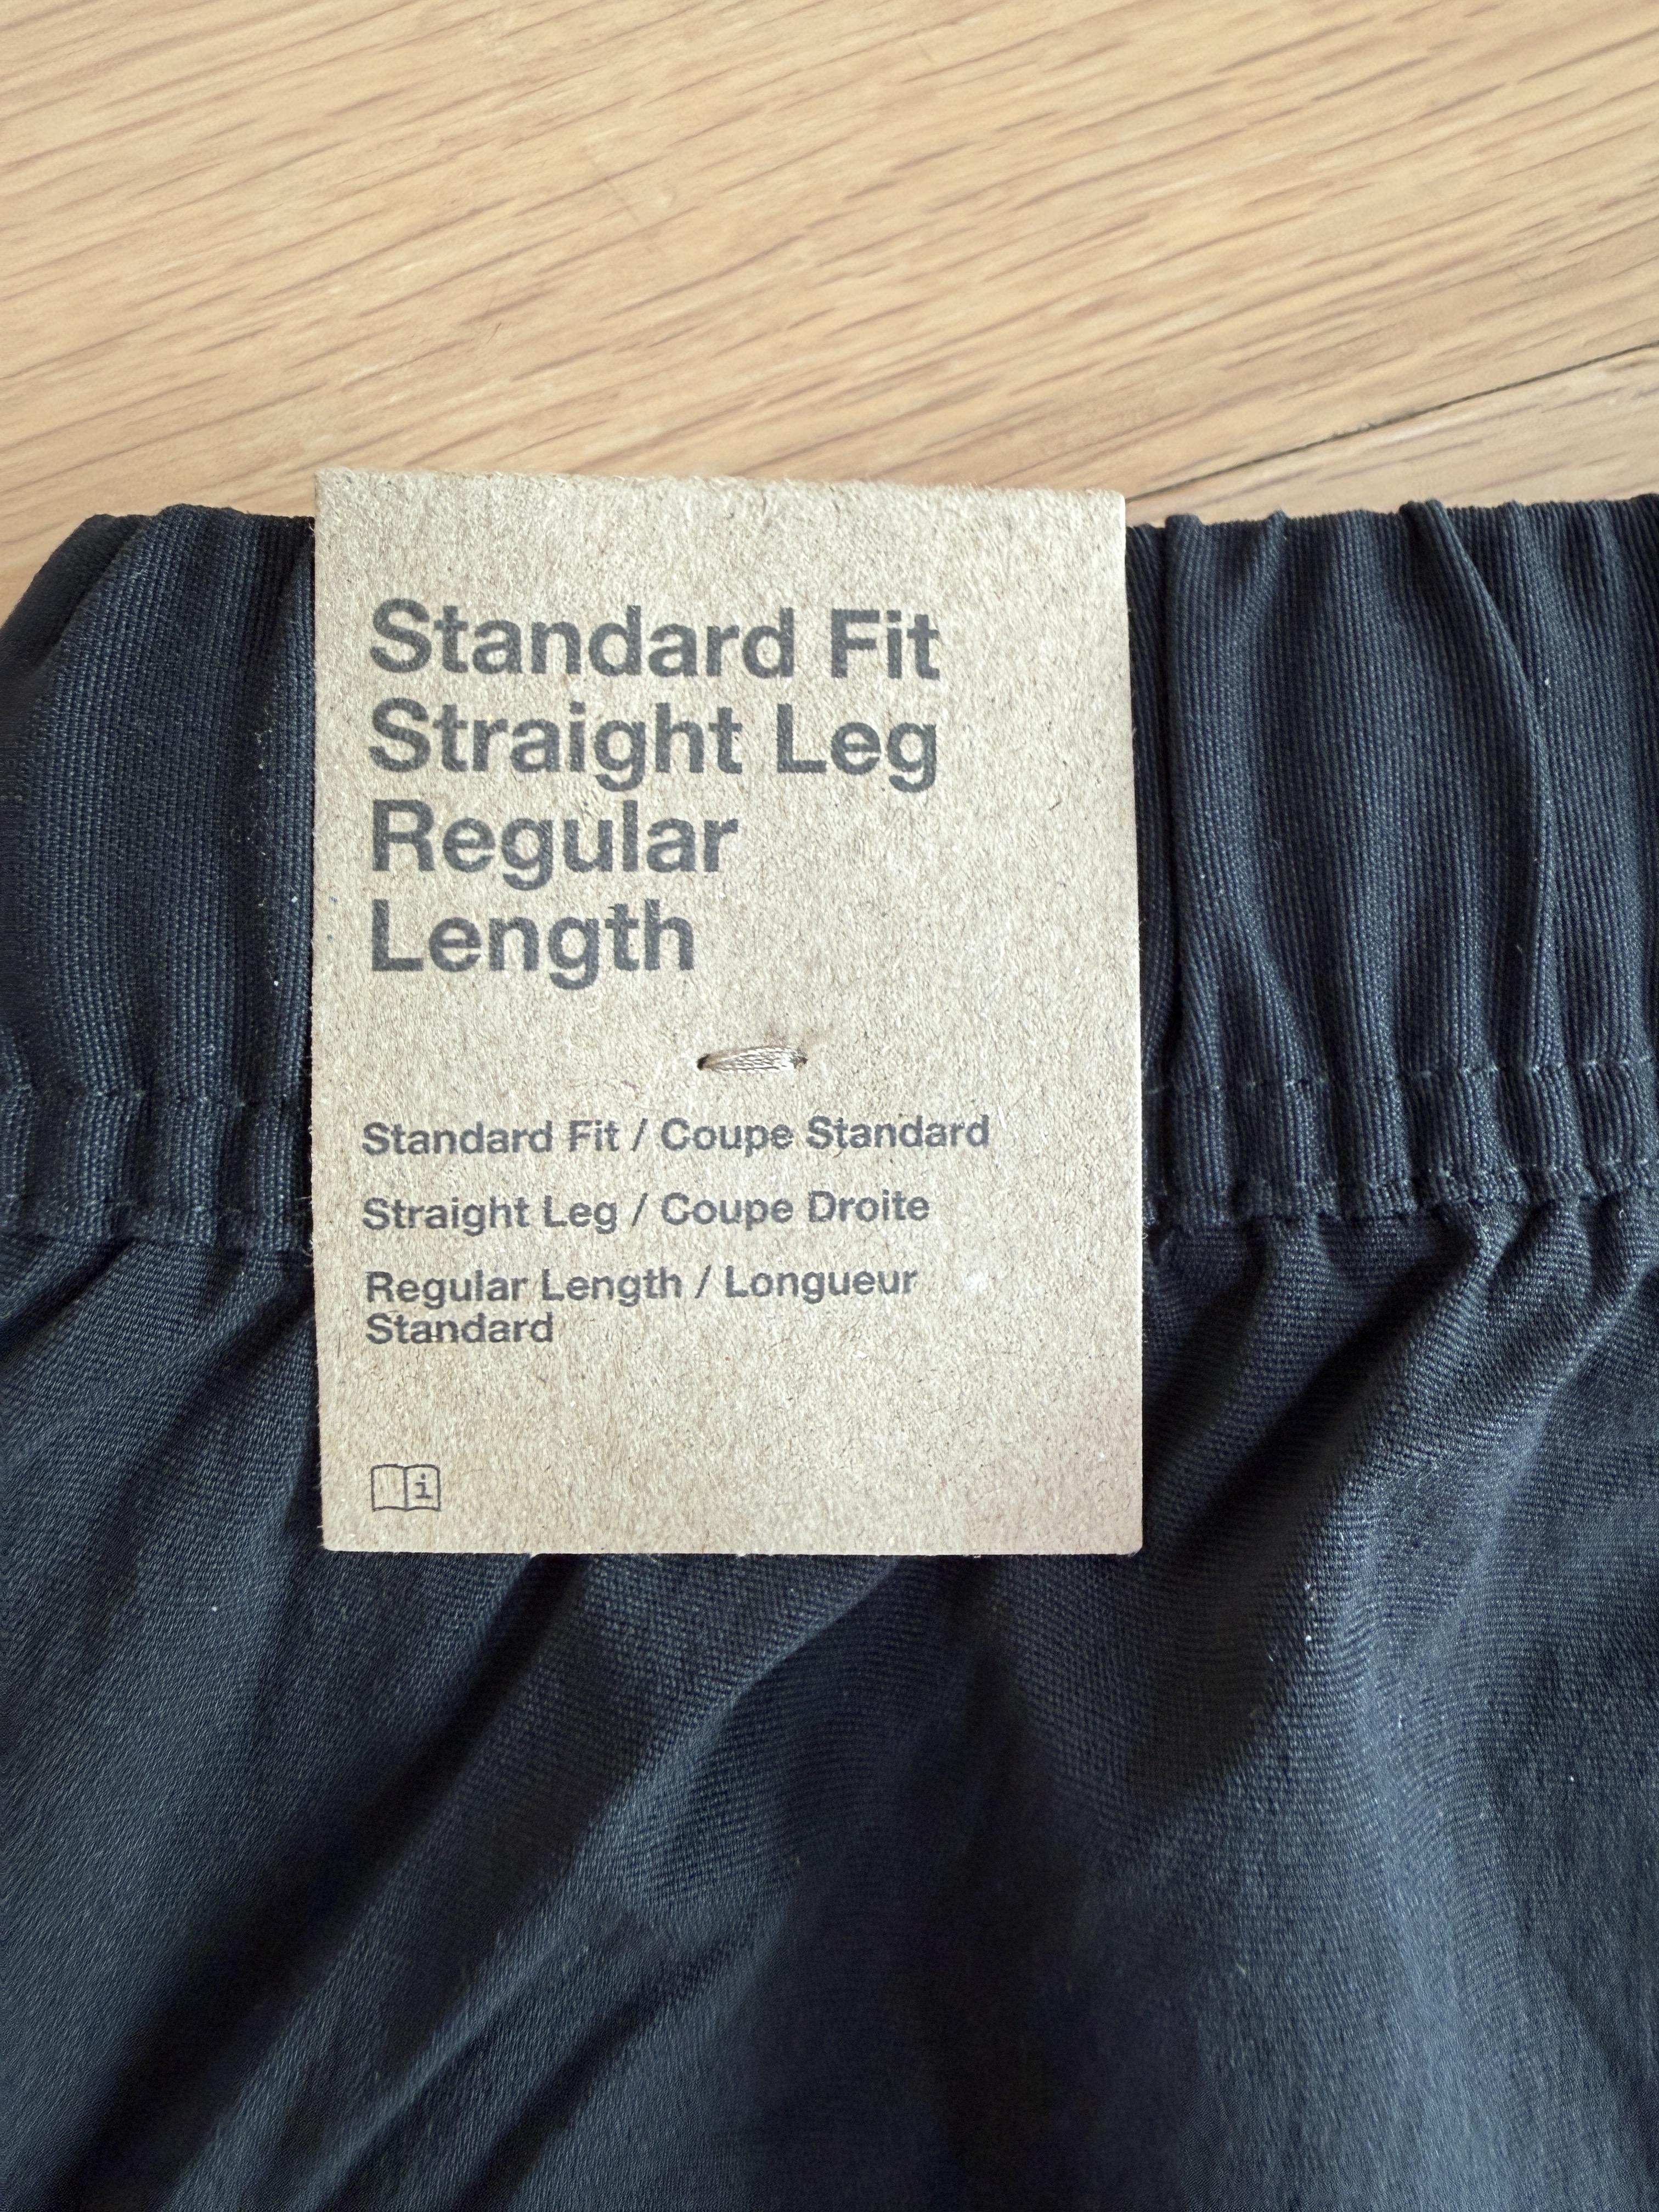 Standard Fit
Straight Leg
Regular
Length
Standard Fit / Coupe Standard
Straight Leg / Coupe Droite
Regular Length / Longueur
Standard
i